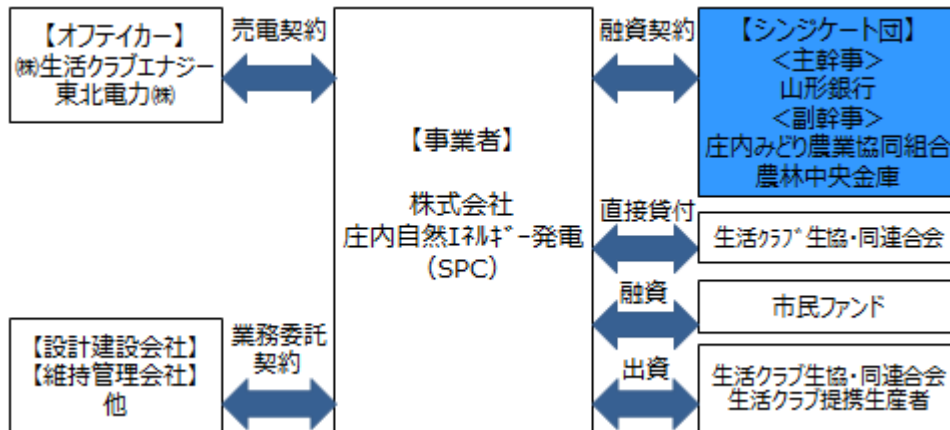 【オフテイカー】
㈱生活クラブエナジー
東北電力㈱
売電契約
【設計建設会社】
【維持管理会社】
他
業務委託
契約
【事業者】
株式会社
庄内自然ｴﾈﾙｷﾞｰ発電
（SPC）
融資契約
【シンジケート団】
＜主幹事＞
山形銀行
＜副幹事＞
庄内みどり農業協同組合
農林中央金庫
直接貸付
生活ｸﾗﾌﾞ生協・同連合会
融資
市民ファンド
出資
生活クラブ生協・同連合会
生活クラブ提携生産者